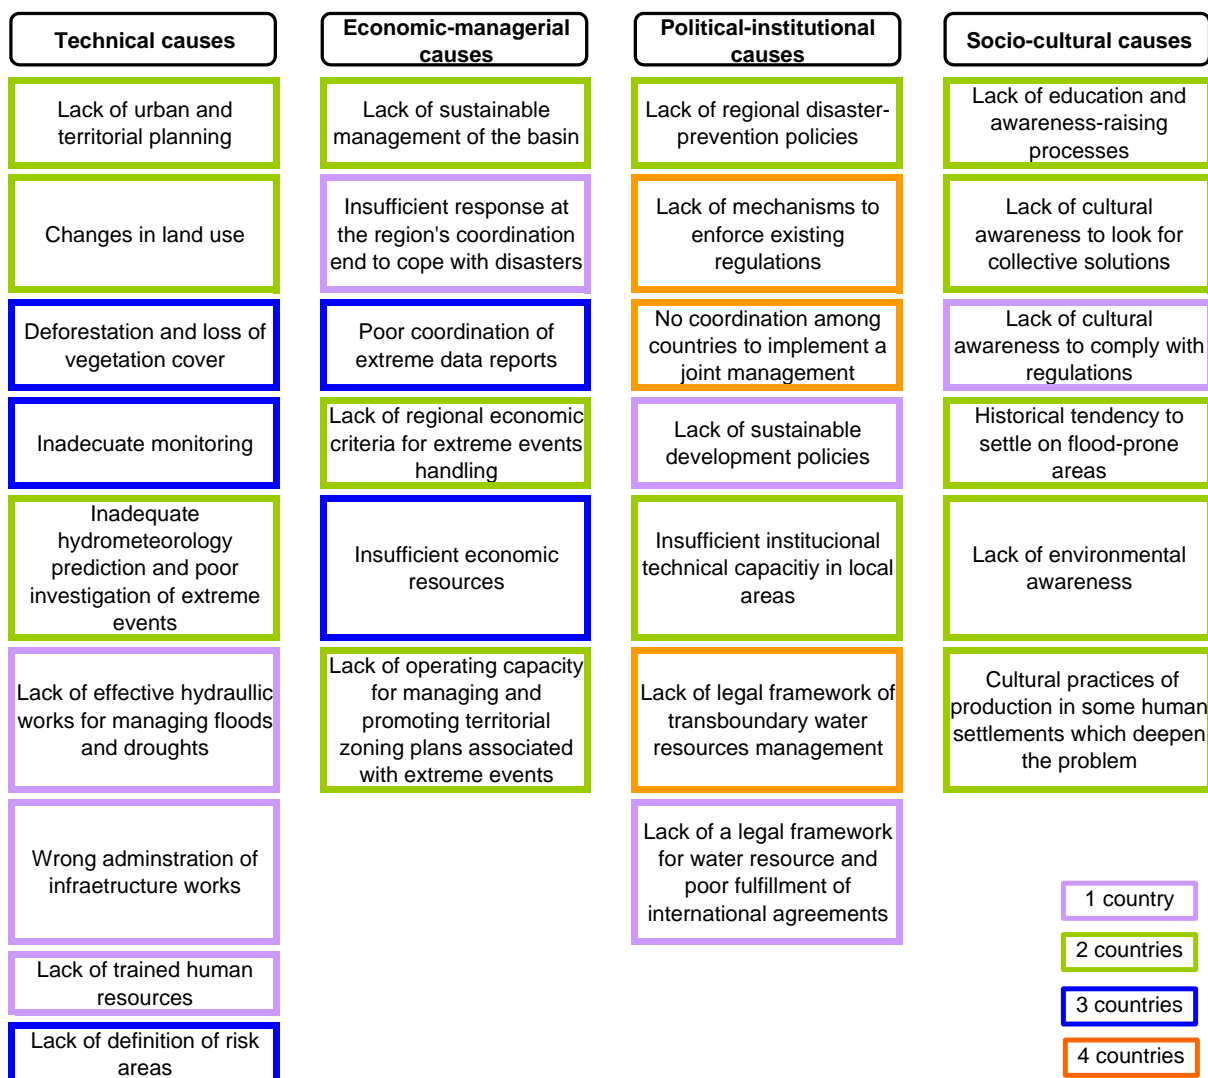 Technical causes
Lack of urban and
territorial planning
Changes in land use
Deforestation and loss of
vegetation cover
Inadecuate monitoring
Inadequate
hydrometeorology
prediction and poor
investigation of extreme
events
Lack of effective hydraullic
works for managing floods
and droughts
Wrong adminstration of
infraetructure works
Lack of trained human
resources
Lack of definition of risk
areas
Economic-managerial
causes
Lack of sustainable
management of the basin
Insufficient response at
the region's coordination
end to cope with disasters
Poor coordination of
extreme data reports
Lack of regional economic
criteria for extreme events
handling
Insufficient economic
resources
Lack of operating capacity
for managing and
promoting territorial
zoning plans associated
with extreme events
Political-institutional
causes
Lack of regional disaster-
prevention policies
Lack of mechanisms to
enforce existing
regulations
No coordination among
countries to implement a
joint management
Lack of sustainable
development policies
Insufficient institucional
technical capacitiy in local
areas
Lack of legal framework of
transboundary water
resources management
Lack of a legal framework
for water resource and
poor fulfillment of
international agreements
Socio-cultural causes
Lack of education and
awareness-raising
processes
Lack of cultural
awareness to look for
collective solutions
Lack of cultural
awareness to comply with
regulations
Historical tendency to
settle on flood-prone
areas
Lack of environmental
awareness
Cultural practices of
production in some human
settlements which deepen
the problem
1 country
2 countries
3 countries
4 countries